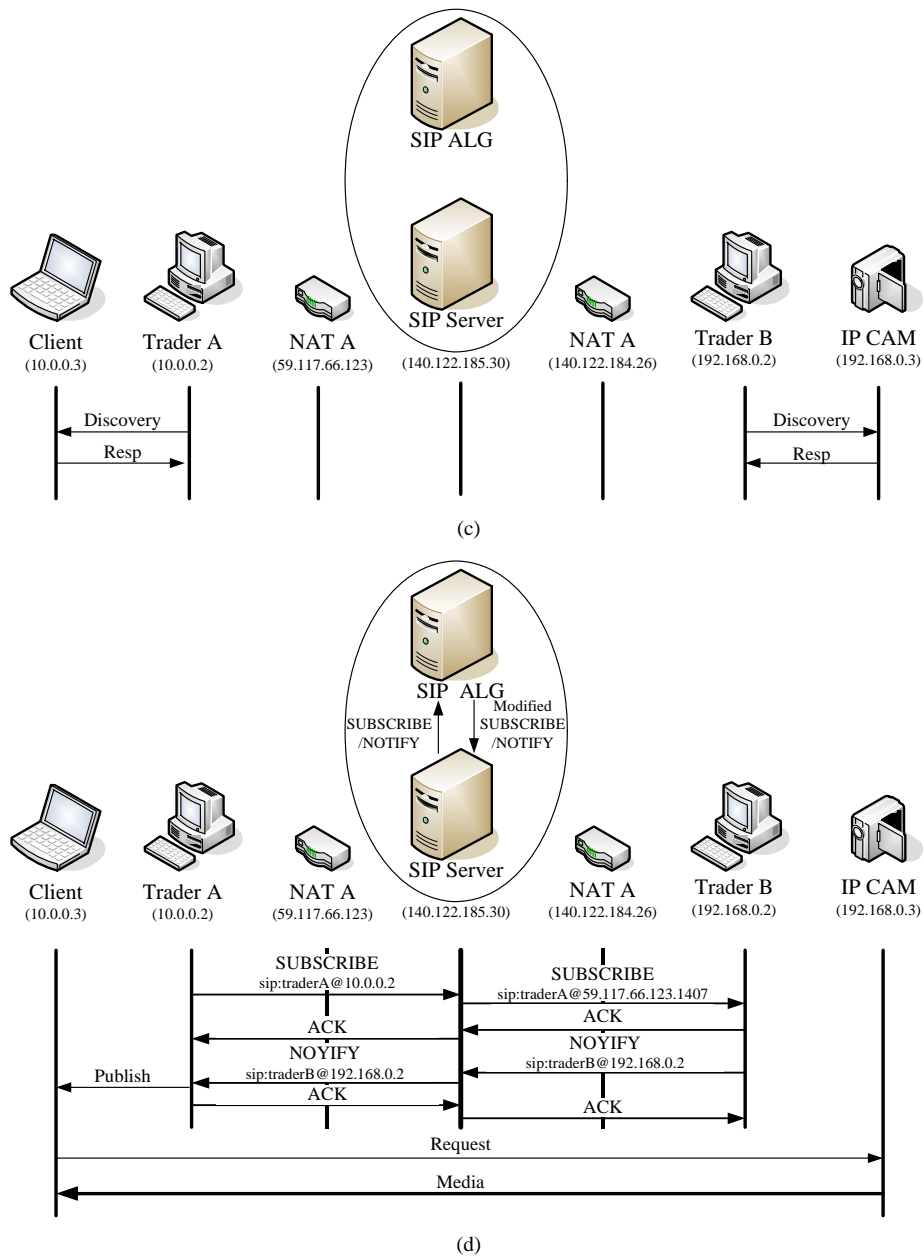 SIP ALG
SIP Server
Client
(10.0.0.3)
Trader A
(10.0.0.2)
NAT A
(59.117.66.123)
(140.122.185.30)
NAT A
(140.122.184.26)
Trader B
(192.168.0.2)
IP CAM
(192.168.0.3)
Discovery
Resp
Discovery
Resp
(c)
SIP ALG
SUBSCRIBE
/NOTIFY
Modified
SUBSCRIBE
/NOTIFY
SIP Server
Client
(10.0.0.3)
Trader A
(10.0.0.2)
NAT A
(59.117.66.123)
(140.122.185.30)
NAT A
(140.122.184.26)
Trader B
(192.168.0.2)
IP CAM
(192.168.0.3)
SUBSCRIBE
sip:traderA@10.0.0.2
SUBSCRIBE
sip:traderA@59.117.66.123.1407
ACK
ACK
NOYIFY
sip:traderB@192.168.0.2
NOYIFY
sip:traderB@192.168.0.2
Publish
ACK
ACK
Request
Media
(d)